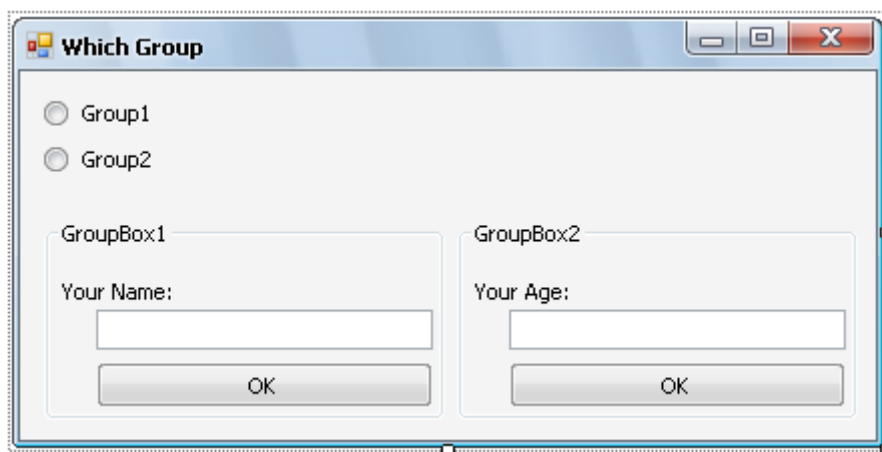 Which Group
Group1
Group2
GroupBox1
Your Name:
OK
GroupBox2
Your Age:
OK